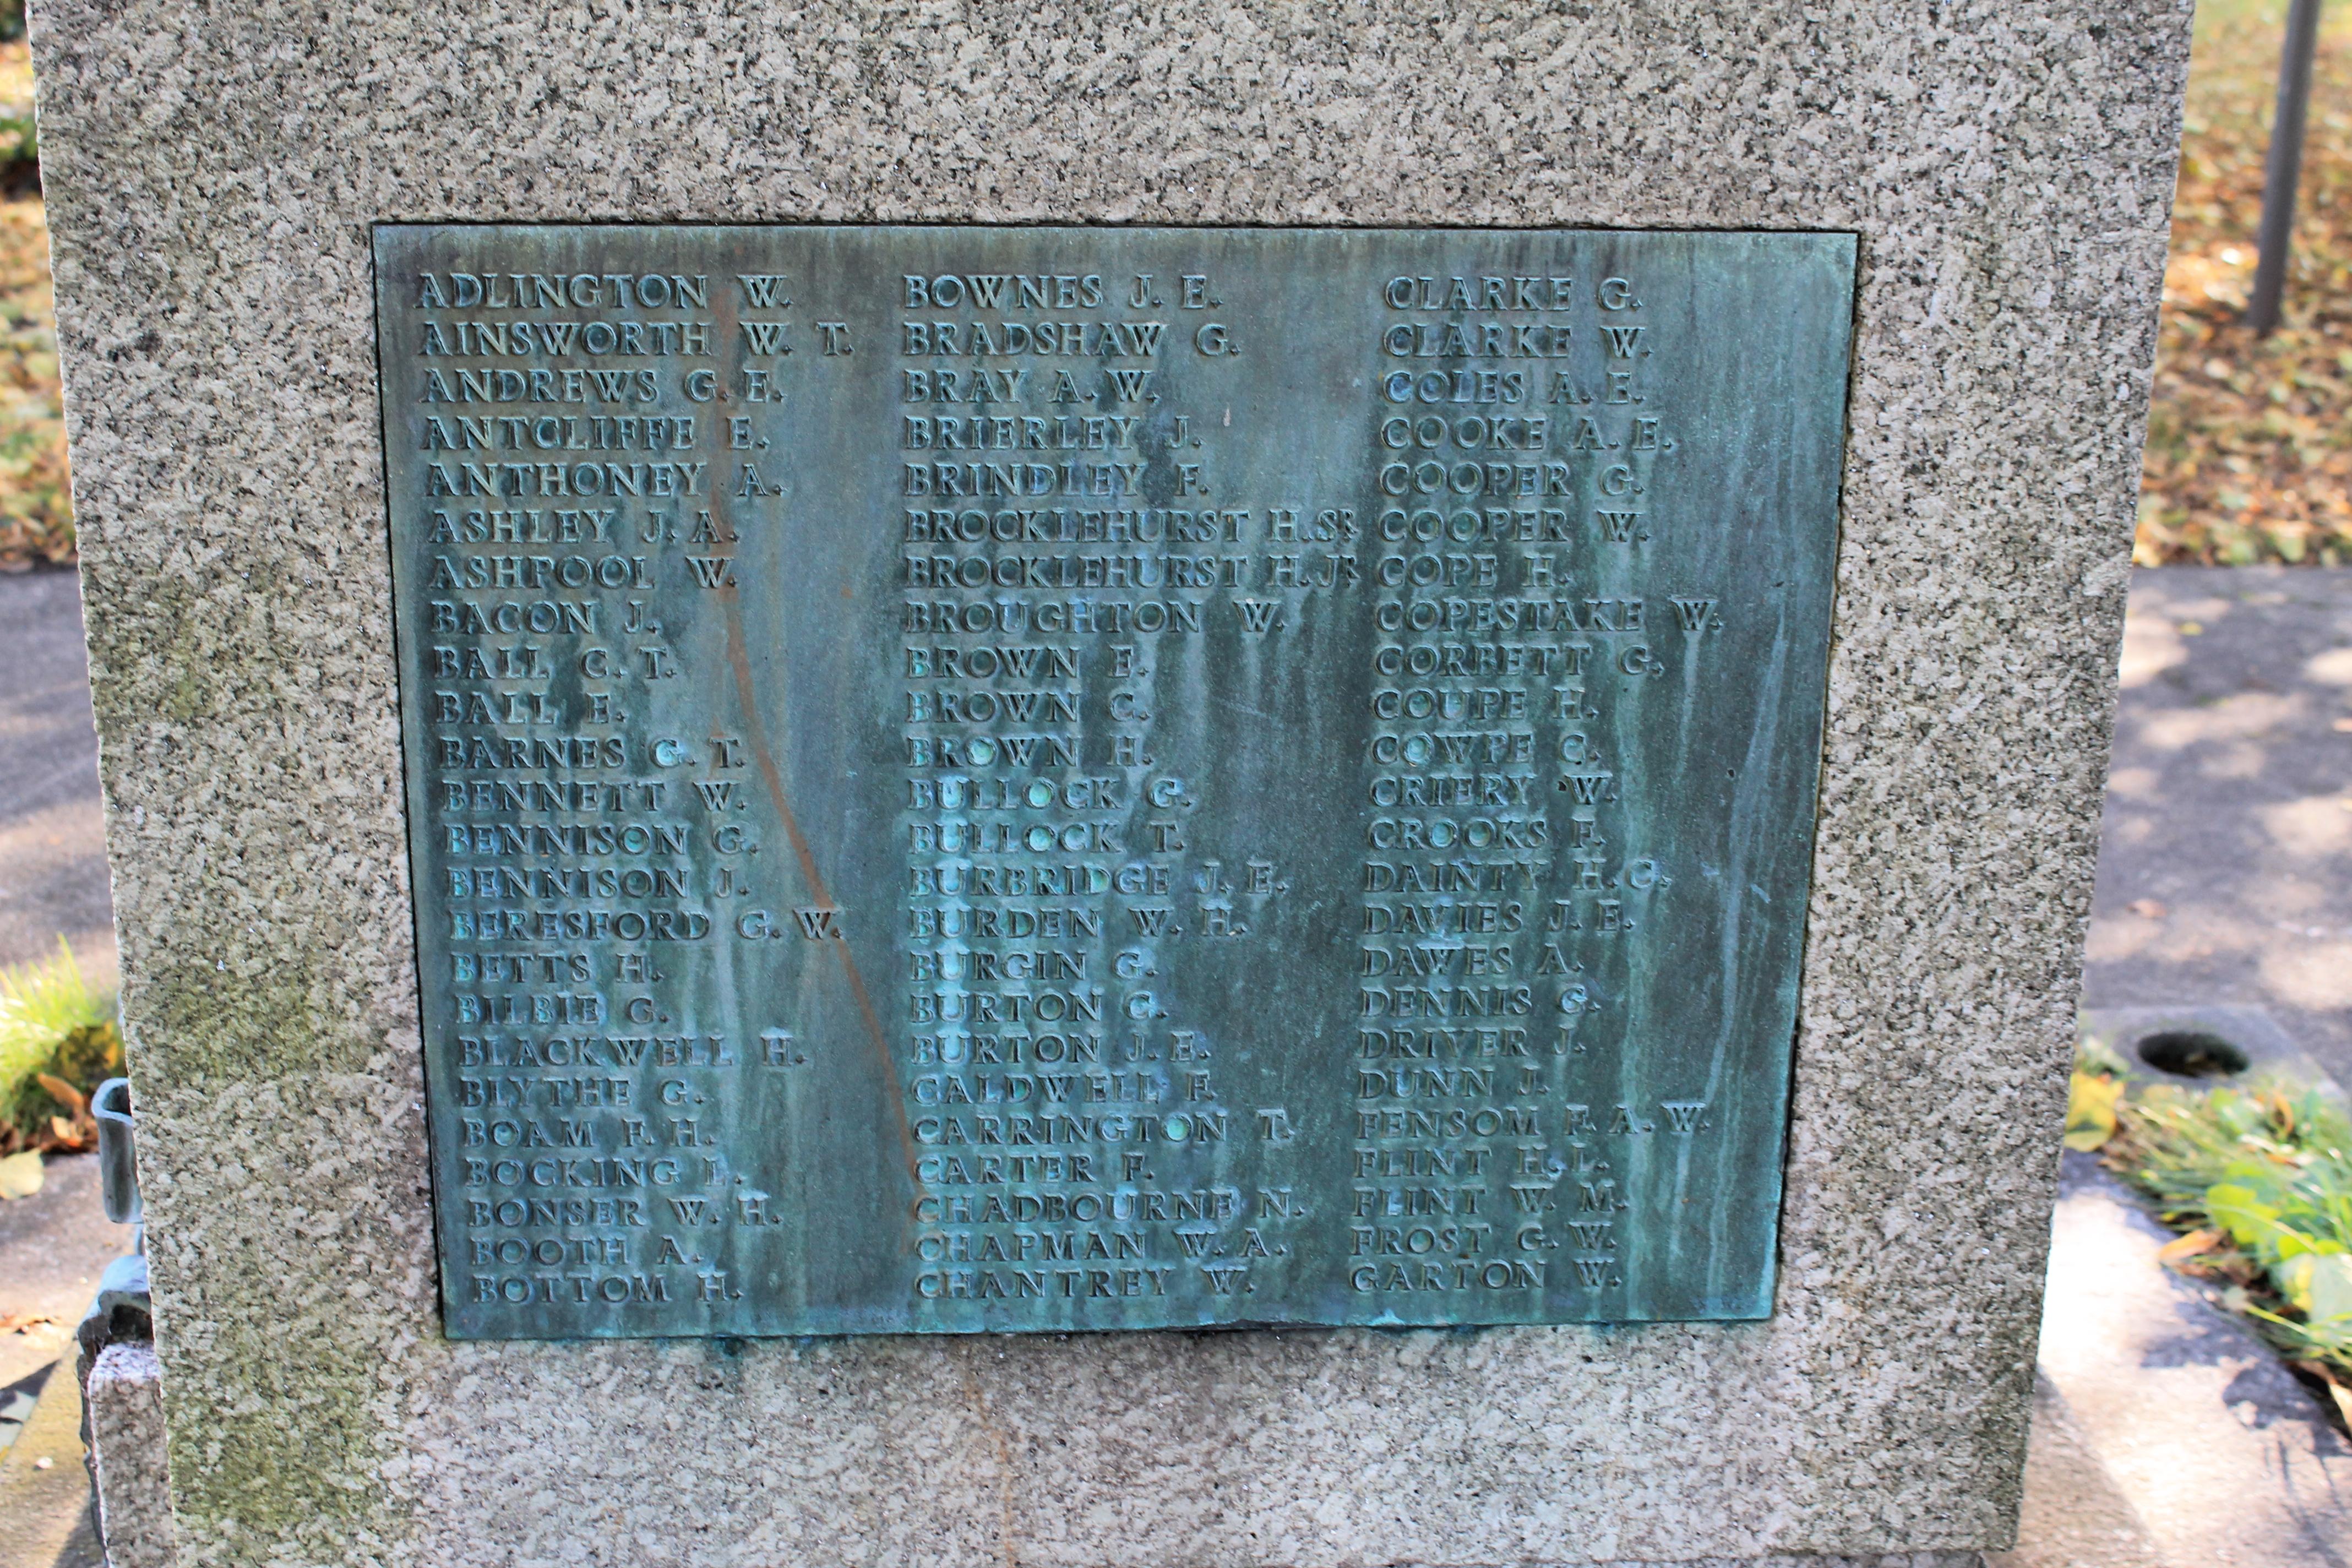 ADLINGTON W.
AINSWORTH W. T.
ANDREWS G. E.
ANTCLIFFE E.
ANTHONEY A.
ASHLEY J. A.
ASHPOOL W.
BACON J.
BALL C. T.
BALL E.
BARNES G. T.
BENNETT W.
BENNISON G.
BENNISON J.
BERESFORD G. W.
BETTS H.
BILBIE G.
BLACKWELL H.
BLYTHE G.
BOAM F. H.
BOCKING L.
BONSER W. H.
BOOTH A.
BOTTOM H.
BOWNES J. E.
BRADSHAW G.
BRAY A. W.
BRIERLEY J.
BRINDLEY F.
BROCKLEHURST H. SR.
BROCKLEHURST H. JR.
BROUGHTON W.
BROWN E.
BROWN C.
BROWN H.
BULLOCK G.
BULLOCK T.
BURBRIDGE J. E.
BURDEN W. H.
BURGIN G.
BURTON C.
BURTON J. E.
CALDWELL F.
CARRINGTON T.
CARTER F.
CHADBOURNE N.
CHAPMAN W. A.
CHANTREY W.
CLARKE G.
CLARKE W.
COLES A. E.
COOKE A. E.
COOPER G.
COOPER W.
COPE H.
COPESTAKE W.
CORBETT G.
COUPE H.
COWPE C.
CRIERY W.
CROOKS F.
DAINTY H. C.
DAVIES J. E.
DAWES A.
DENNIS G.
DRIVER J.
DUNN J.
FENSOM F. A. W.
FLINT H. L.
FLINT W. M.
FROST G. W.
GARTON W.